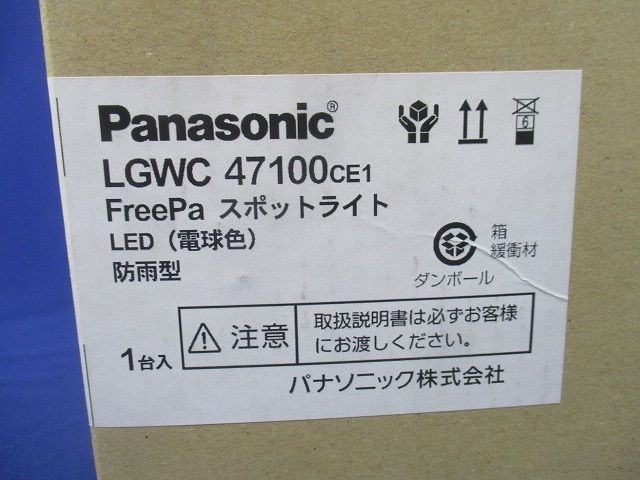 Panasonic®
LGWC 47100CE1
FreePa スポットライト
LED（電球色）
防雨型
6
箱
緩衝材
ダンボール
注意
取扱説明書は必ずお客様
にお渡しください。
1台入
パナソニック株式会社